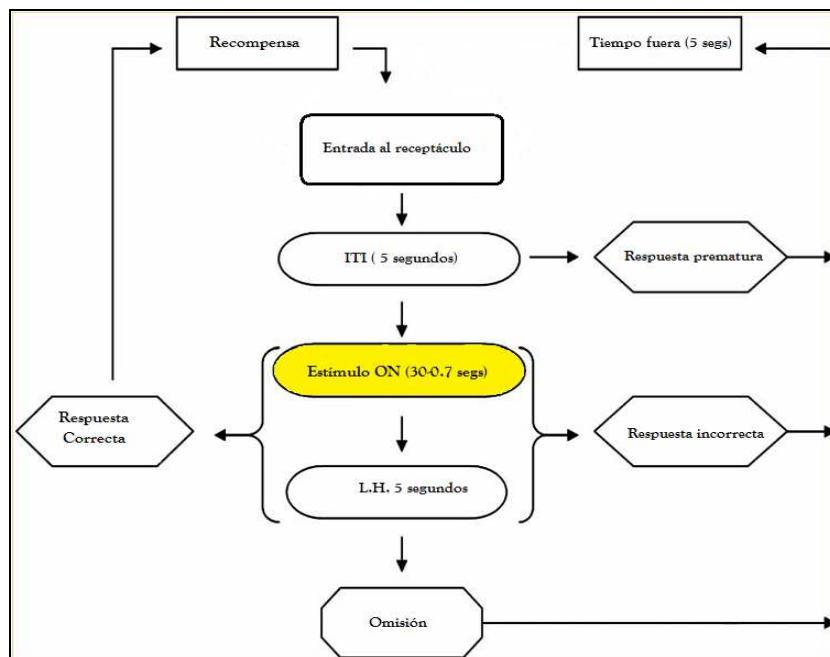 Recompensa
Tiempo fuera (5 segs)
Entrada al receptáculo
ITI ( 5 segundos)
Respuesta prematura
Estímulo ON (30-0.7 segs)
Respuesta
Correcta
Respuesta incorrecta
L.H. 5 segundos
Omisión